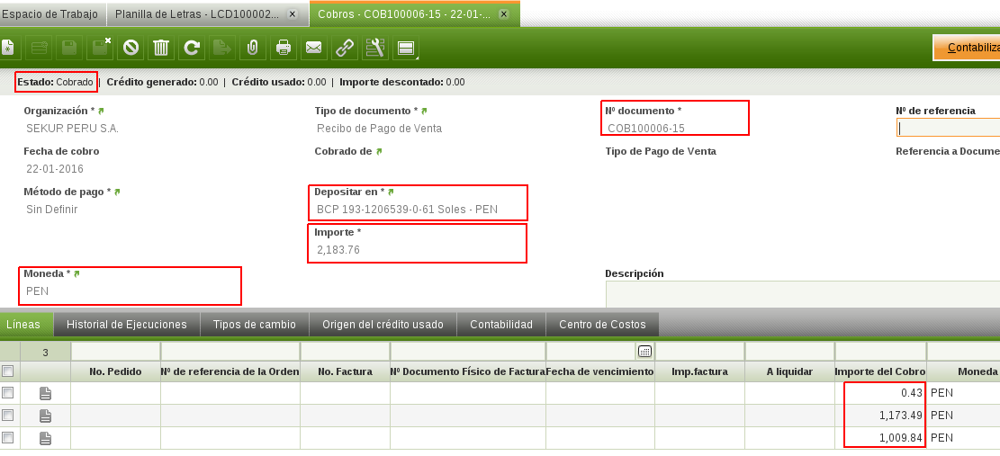 Espacio de Trabajo Planilla de Letras - LCD100002... Cobros - COB100006-15 - 22-01-...
Contabiliza
Estado: Cobrado | Crédito generado: 0.00 | Crédito usado: 0.00 | Importe descontado: 0.00
Organización * Tipo de documento * Nº documento * Nº de referencia
SEKUR PERU S.A. Recibo de Pago de Venta COB100006-15
Fecha de cobro Cobrado de Tipo de Pago de Venta Referencia a Docume
22-01-2016
Método de pago * Depositar en *
Sin Definir BCP 193-1206539-0-61 Soles - PEN
Importe *
2,183.76
Moneda * Descripción
PEN
Líneas Historial de Ejecuciones Tipos de cambio Origen del crédito usado Contabilidad Centro de Costos
3
No. Pedido Nº de referencia de la Orden No. Factura Nº Documento Físico de Factura Fecha de vencimiento Imp.factura A liquidar Importe del Cobro Moneda
0.43 PEN
1,173.49 PEN
1,009.84 PEN